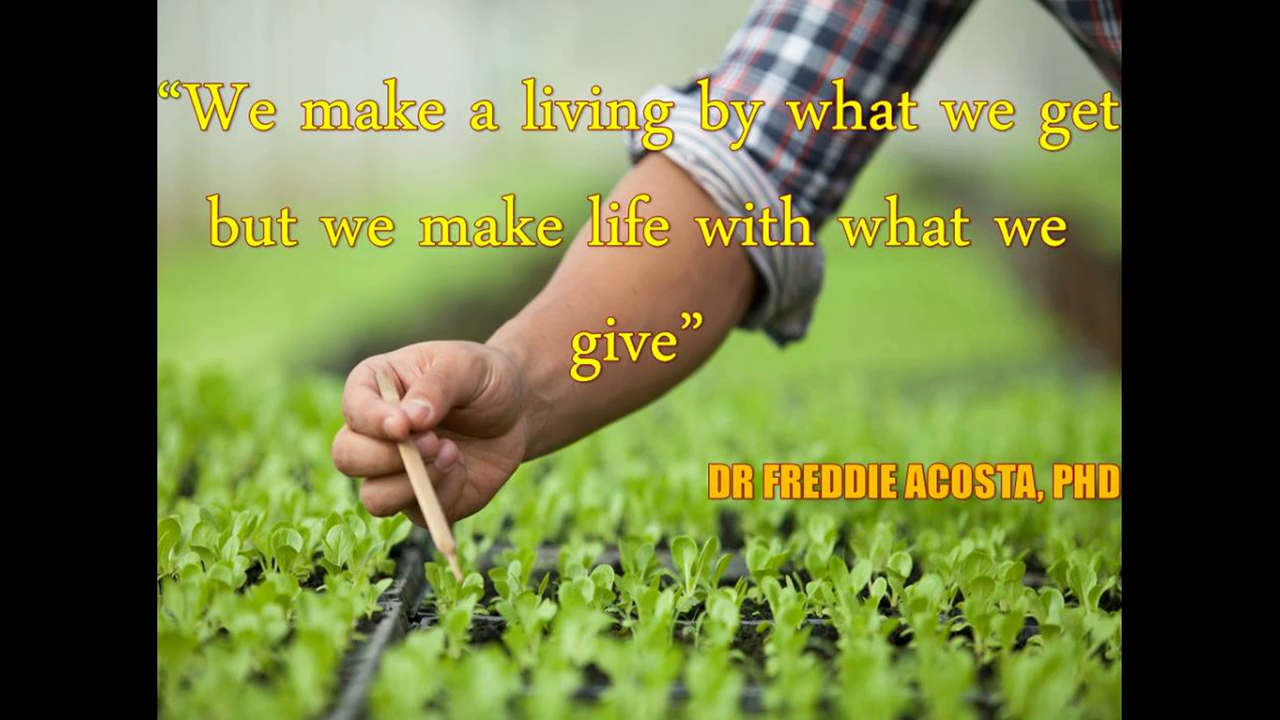 “We make a living by what we get
but we make life with what we
give”
DR FREDDIE ACOSTA, PHD